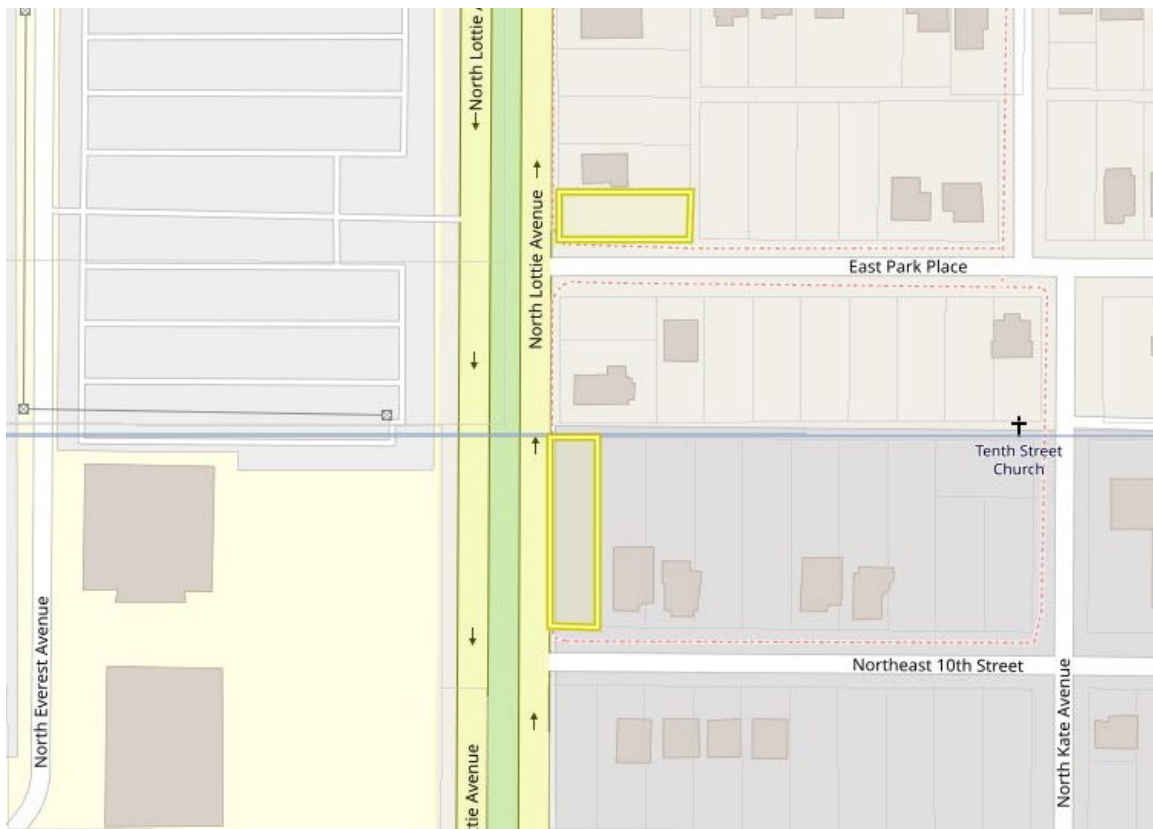 North Lottie A
North Lottie Avenue
East Park Place
Tenth Street
Church
Northeast 10th Street
North Everest Avenue
North Kate Avenue
ttie Avenue